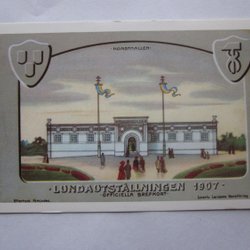 KONSTHALLEN
· LUNDAUTSTÄLLNINGEN 1907 ·
OFFICIELLA BREFKORT